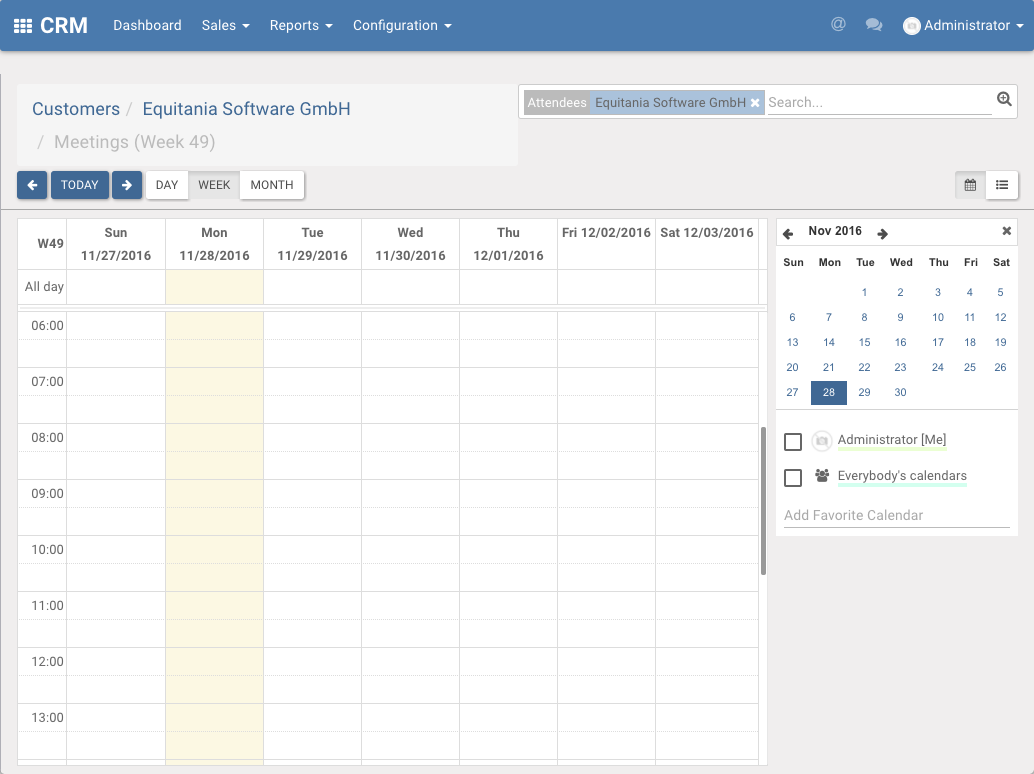 CRM Dashboard Sales Reports Configuration @ Administrator
Customers / Equitania Software GmbH
/ Meetings (Week 49)
Attendees Equitania Software GmbH × Search...
TODAY DAY WEEK MONTH
W49 Sun 11/27/2016 Mon 11/28/2016 Tue 11/29/2016 Wed 11/30/2016 Thu 12/01/2016 Fri 12/02/2016 Sat 12/03/2016
All day
06:00
07:00
08:00
09:00
10:00
11:00
12:00
13:00
Nov 2016 ×
Sun Mon Tue Wed Thu Fri Sat
1 2 3 4 5
6 7 8 9 10 11 12
13 14 15 16 17 18 19
20 21 22 23 24 25 26
27 28 29 30
Administrator [Me]
Everybody's calendars
Add Favorite Calendar